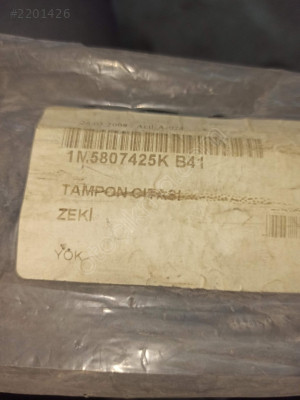 #2201426
1M5807425K B41
TAMPON ÇITASI
ZEKİ
YOK